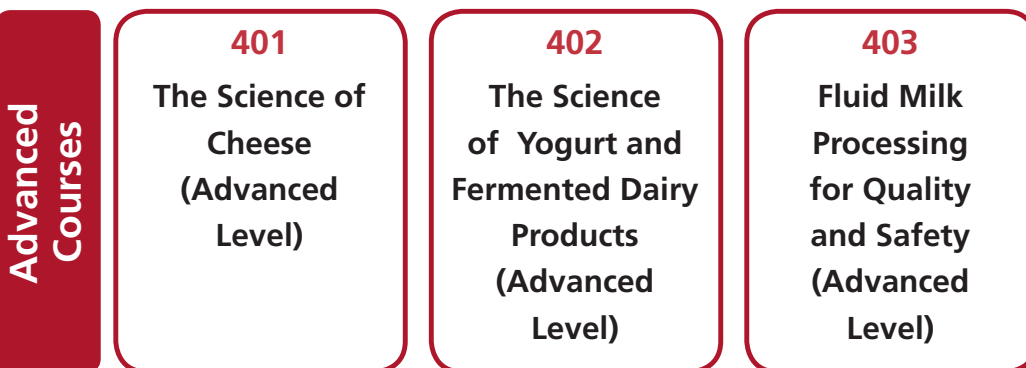 Advanced
Courses
401
The Science of
Cheese
(Advanced
Level)
402
The Science
of Yogurt and
Fermented Dairy
Products
(Advanced
Level)
403
Fluid Milk
Processing
for Quality
and Safety
(Advanced
Level)